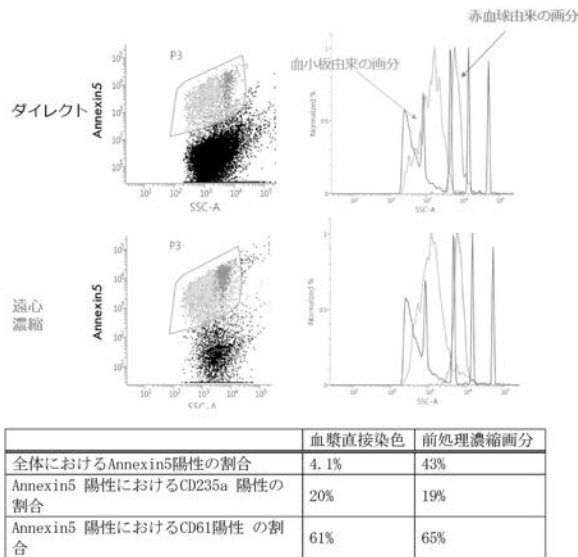 赤血球由来の画分
血小板由来の画分
ダイレクト
P3
Annexin5
SSC-A
Normalized %
SSC-A
遠心
濃縮
P3
Annexin5
SSC-A
Normalized %
SSC-A
血漿直接染色 前処理濃縮画分
全体におけるAnnexin5陽性の割合 4.1% 43%
Annexin5 陽性におけるCD235a 陽性の
割合 20% 19%
Annexin5 陽性におけるCD61陽性 の割
合 61% 65%